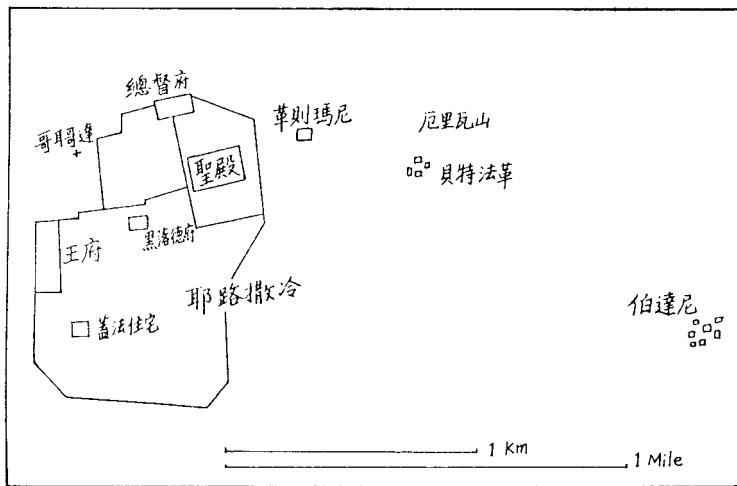 總督府
革則瑪尼
厄里瓦山
哥耳哥達
聖殿
貝特法革
王府
黑洛德府
耶路撒冷
伯達尼
蓋法住宅
1 Km
1 Mile